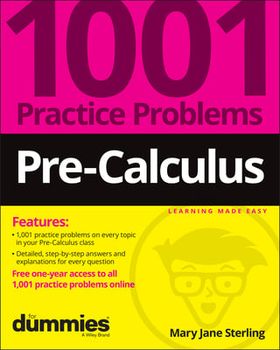 1001
Practice Problems
Pre-Calculus
LEARNING MADE EASY
Features:
• 1,001 practice problems on every topic
in your Pre-Calculus class
• Detailed, step-by-step answers and
explanations for every question
Free one-year access to all
1,001 practice problems online
for
dummies
A Wiley Brand
Mary Jane Sterling